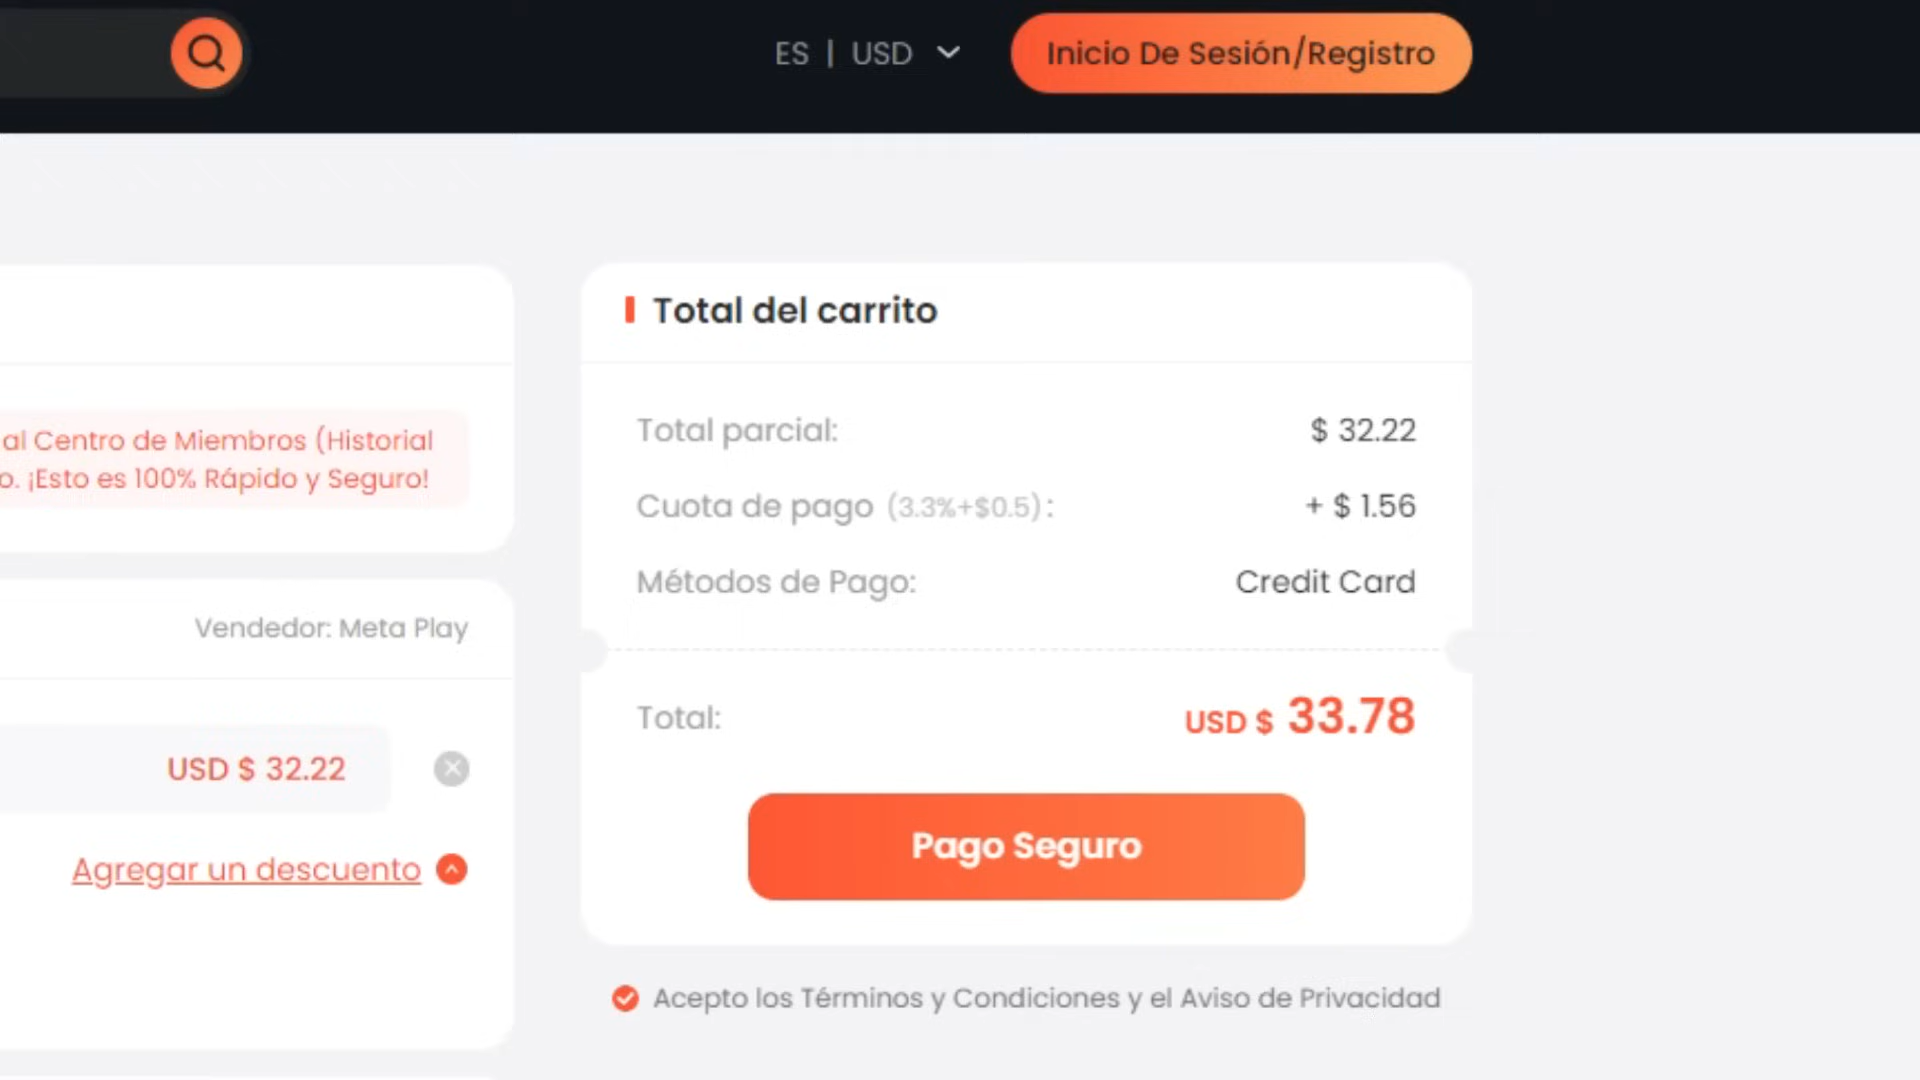 ES | USD
Inicio De Sesión/Registro
al Centro de Miembros (Historial
o. ¡Esto es 100% Rápido y Seguro!
Vendedor: Meta Play
USD $ 32.22
Agregar un descuento
Total del carrito
Total parcial: $ 32.22
Cuota de pago (3.3%+$0.5): + $ 1.56
Métodos de Pago: Credit Card
Total: USD $ 33.78
Pago Seguro
Acepto los Términos y Condiciones y el Aviso de Privacidad